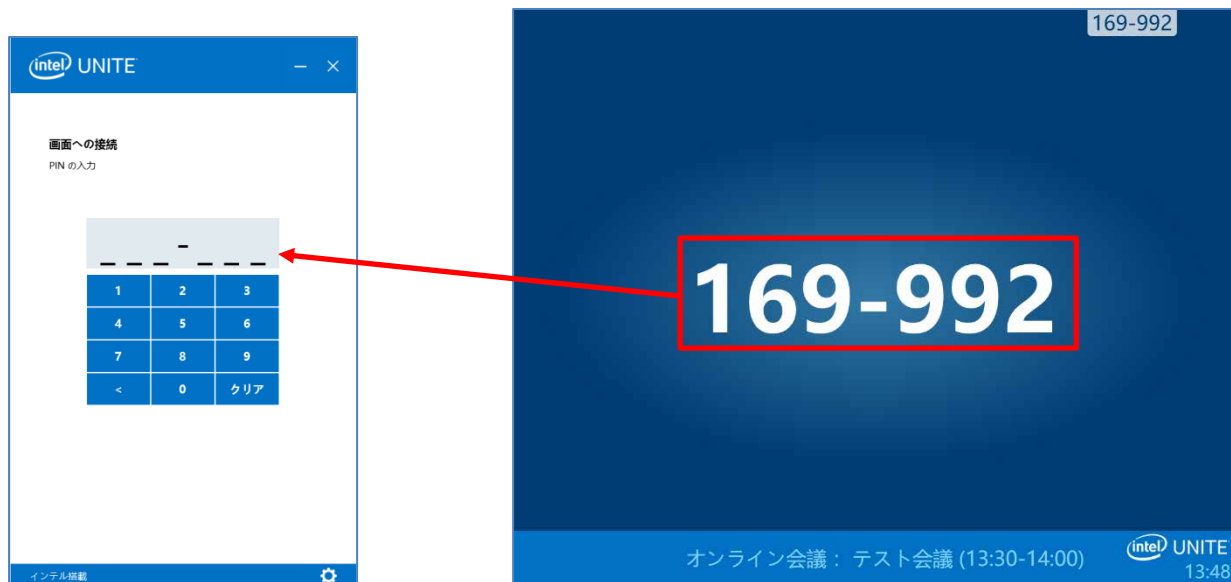 intel UNITE
画面への接続
PIN の入力
_ _ _ - _ _ _
1 2 3
4 5 6
7 8 9
< 0 クリア
インテル搭載
169-992
169-992
オンライン会議： テスト会議 (13:30-14:00)
intel UNITE
13:48